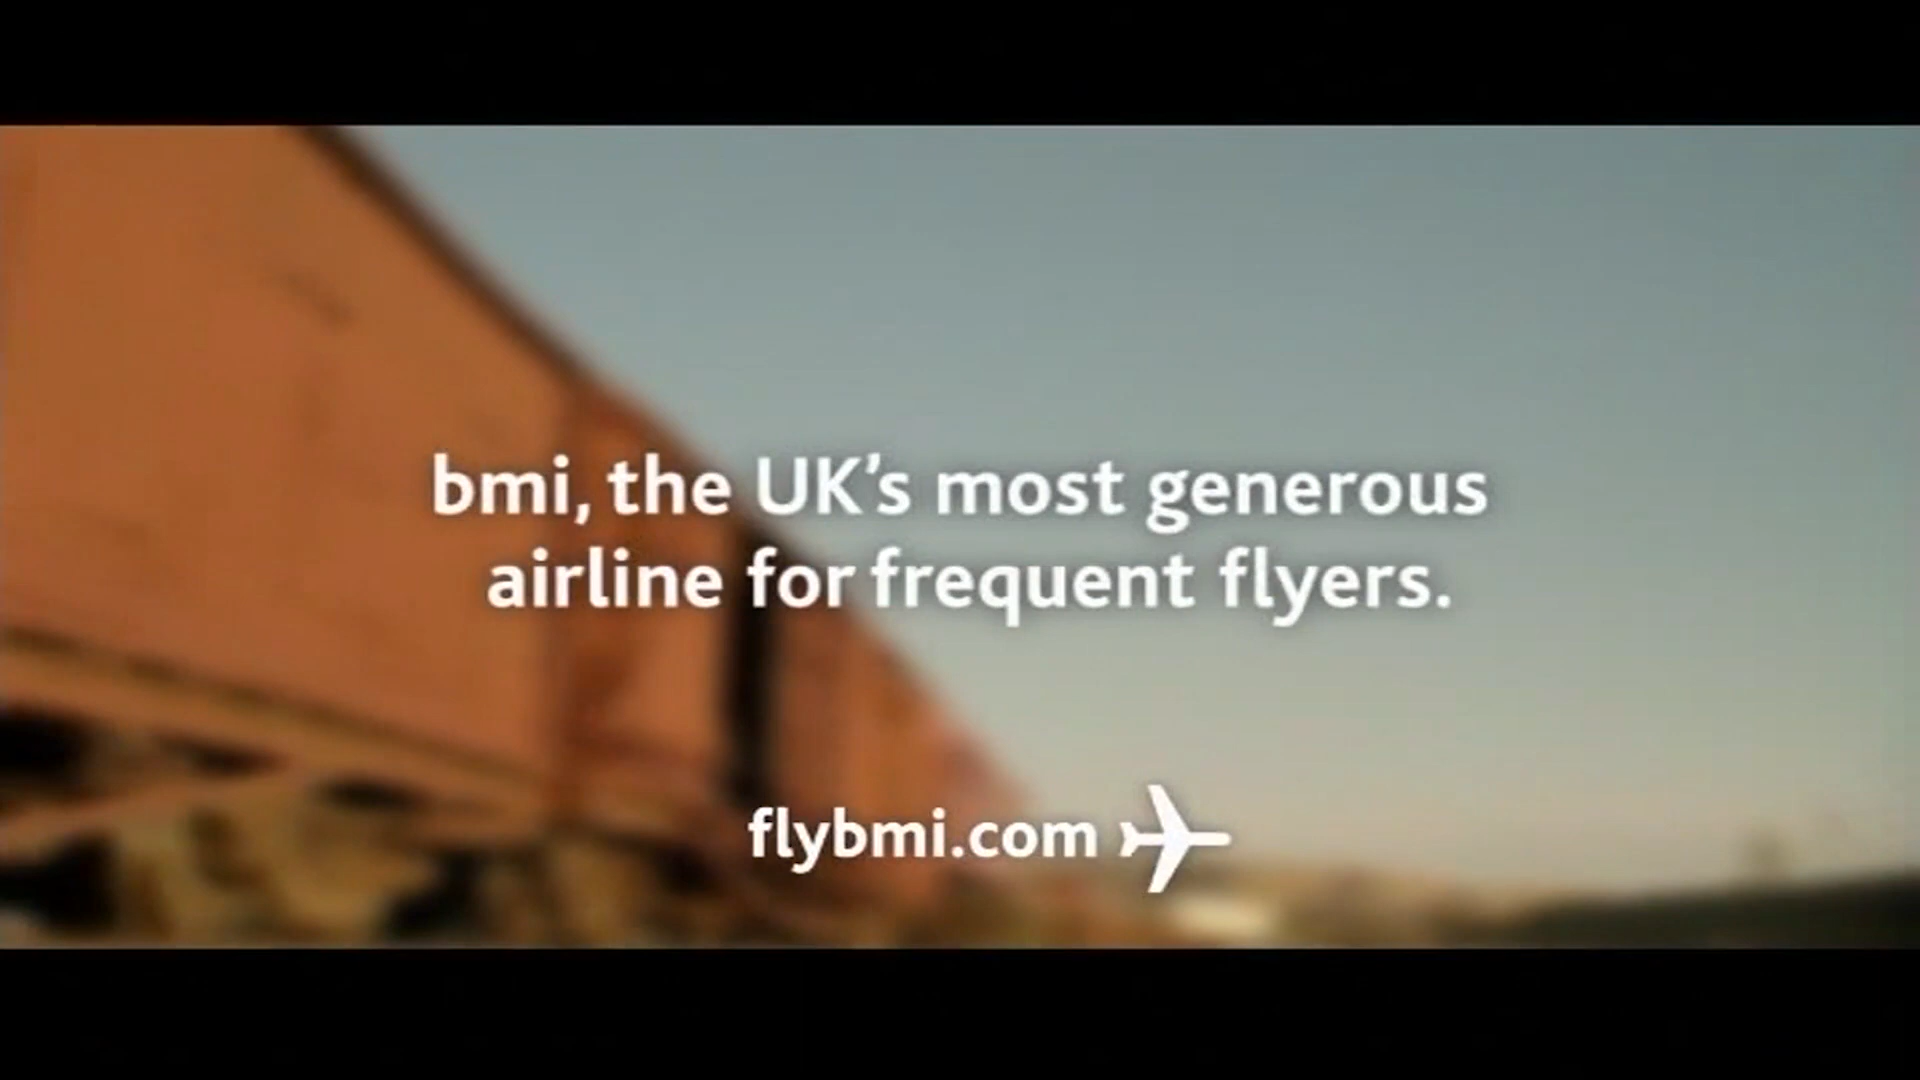 bmi, the UK’s most generous
airline for frequent flyers.
flybmi.com